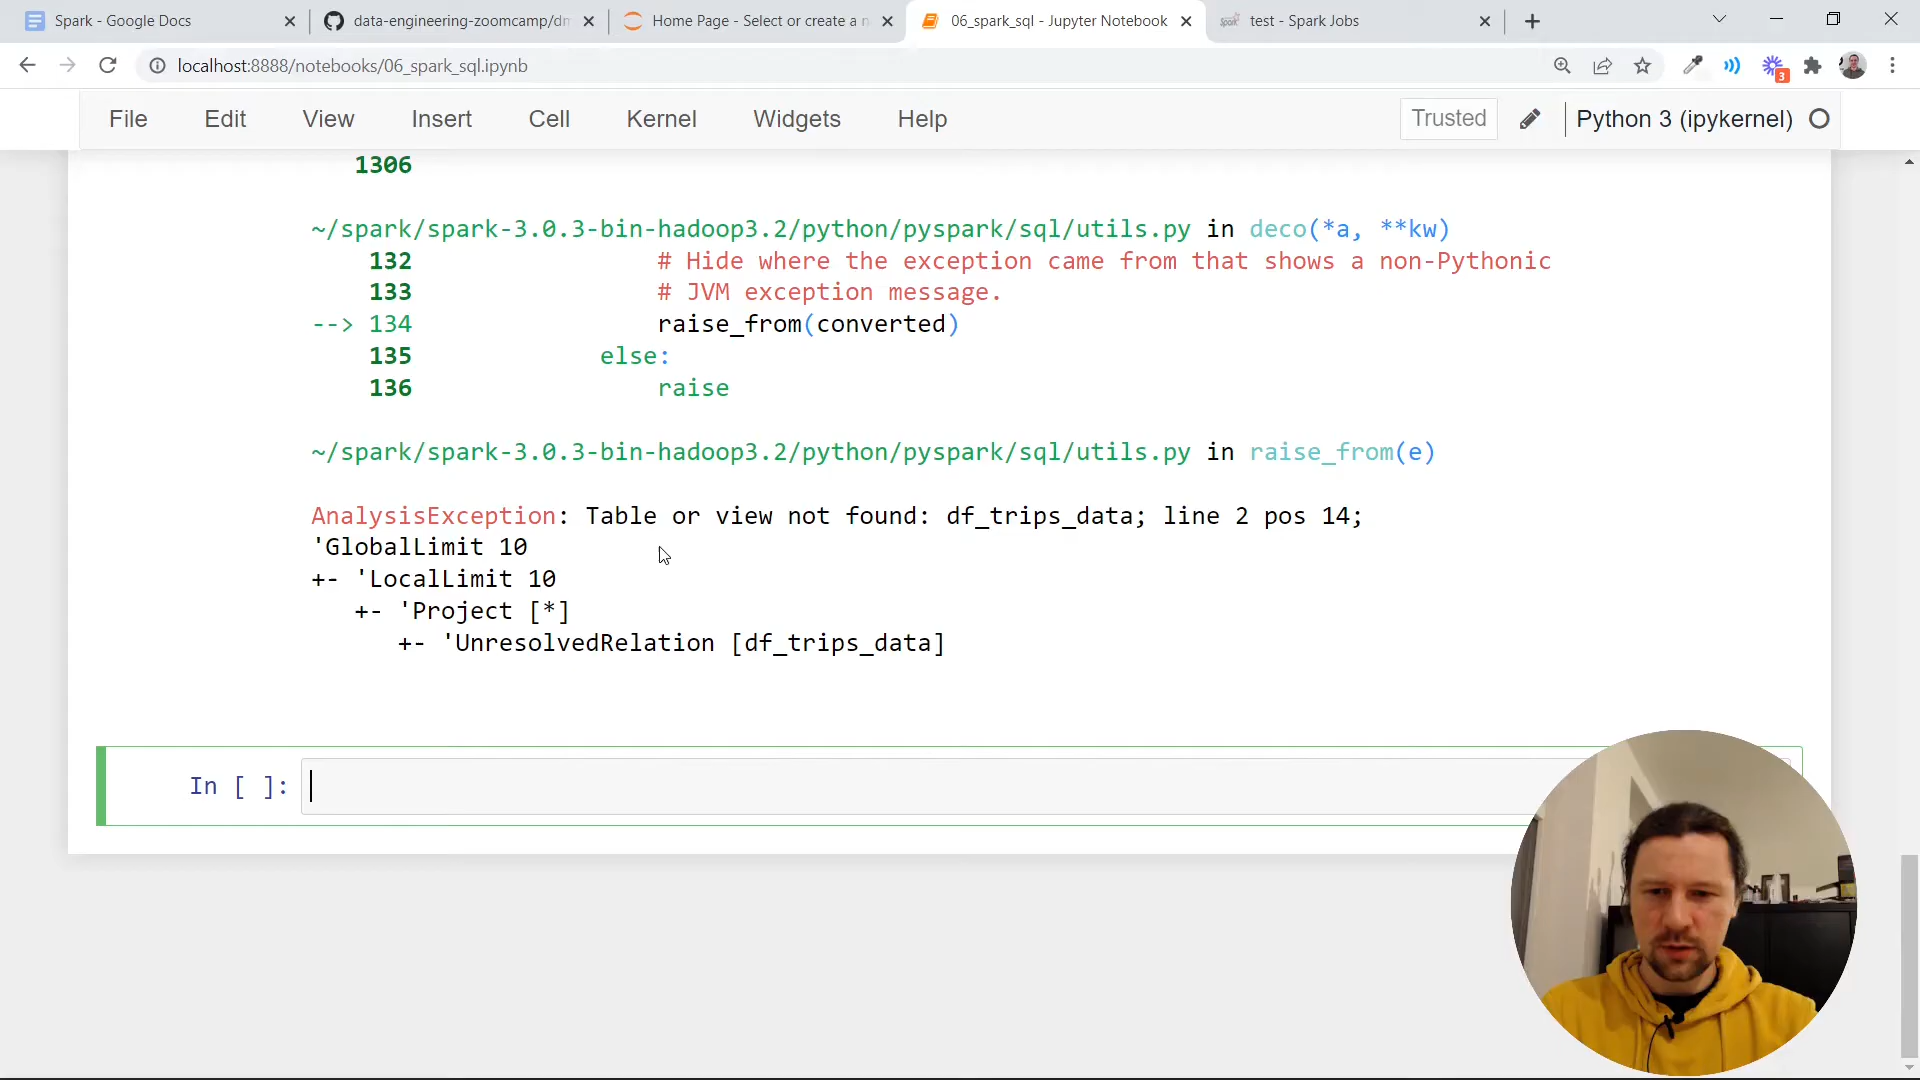 Spark - Google Docs
data-engineering-zoomcamp/dm
Home Page - Select or create a n
06_spark_sql - Jupyter Notebook
test - Spark Jobs
localhost:8888/notebooks/06_spark_sql.ipynb
3
File Edit View Insert Cell Kernel Widgets Help
Trusted
Python 3 (ipykernel)
1306
~/spark/spark-3.0.3-bin-hadoop3.2/python/pyspark/sql/utils.py in deco(*a, **kw)
132 # Hide where the exception came from that shows a non-Pythonic
133 # JVM exception message.
--> 134 raise_from(converted)
135 else:
136 raise
~/spark/spark-3.0.3-bin-hadoop3.2/python/pyspark/sql/utils.py in raise_from(e)
AnalysisException: Table or view not found: df_trips_data; line 2 pos 14;
'GlobalLimit 10
+- 'LocalLimit 10
+- 'Project [*]
+- 'UnresolvedRelation [df_trips_data]
In [ ]: